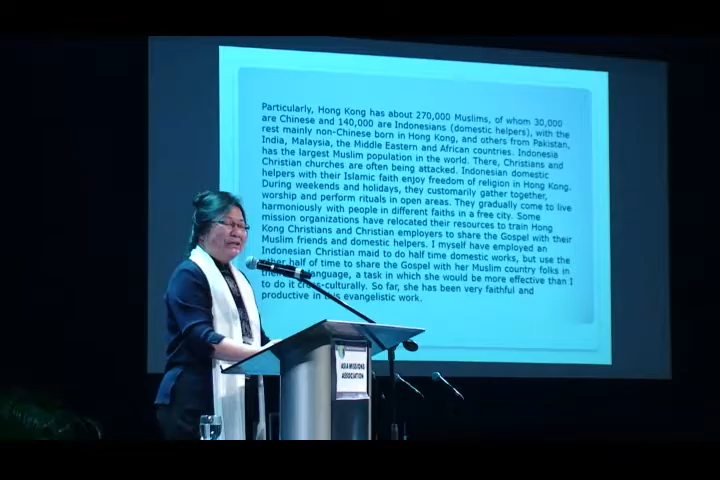 Particularly, Hong Kong has about 270,000 Muslims, of whom 30,000
are Chinese and 140,000 are Indonesians (domestic helpers), with the
rest mainly non-Chinese born in Hong Kong, and others from Pakistan,
India, Malaysia, the Middle Eastern and African countries. Indonesia
has the largest Muslim population in the world. There, Christians and
Christian churches are often being attacked. Indonesian domestic
helpers with their Islamic faith enjoy freedom of religion in Hong Kong.
During weekends and holidays, they customarily gather together,
worship and perform rituals in open areas. They gradually come to live
harmoniously with people in different faiths in a free city. Some
mission organizations have relocated their resources to train Hong
Kong Christians and Christian employers to share the Gospel with their
Muslim friends and domestic helpers. I myself have employed an
Indonesian Christian maid to do half time domestic works, but use the
other half of time to share the Gospel with her Muslim country folks in
language, a task in which she would be more effective than I
to do it cross-culturally. So far, she has been very faithful and
productive in this evangelistic work.
ASIA MISSIONS
ASSOCIATION